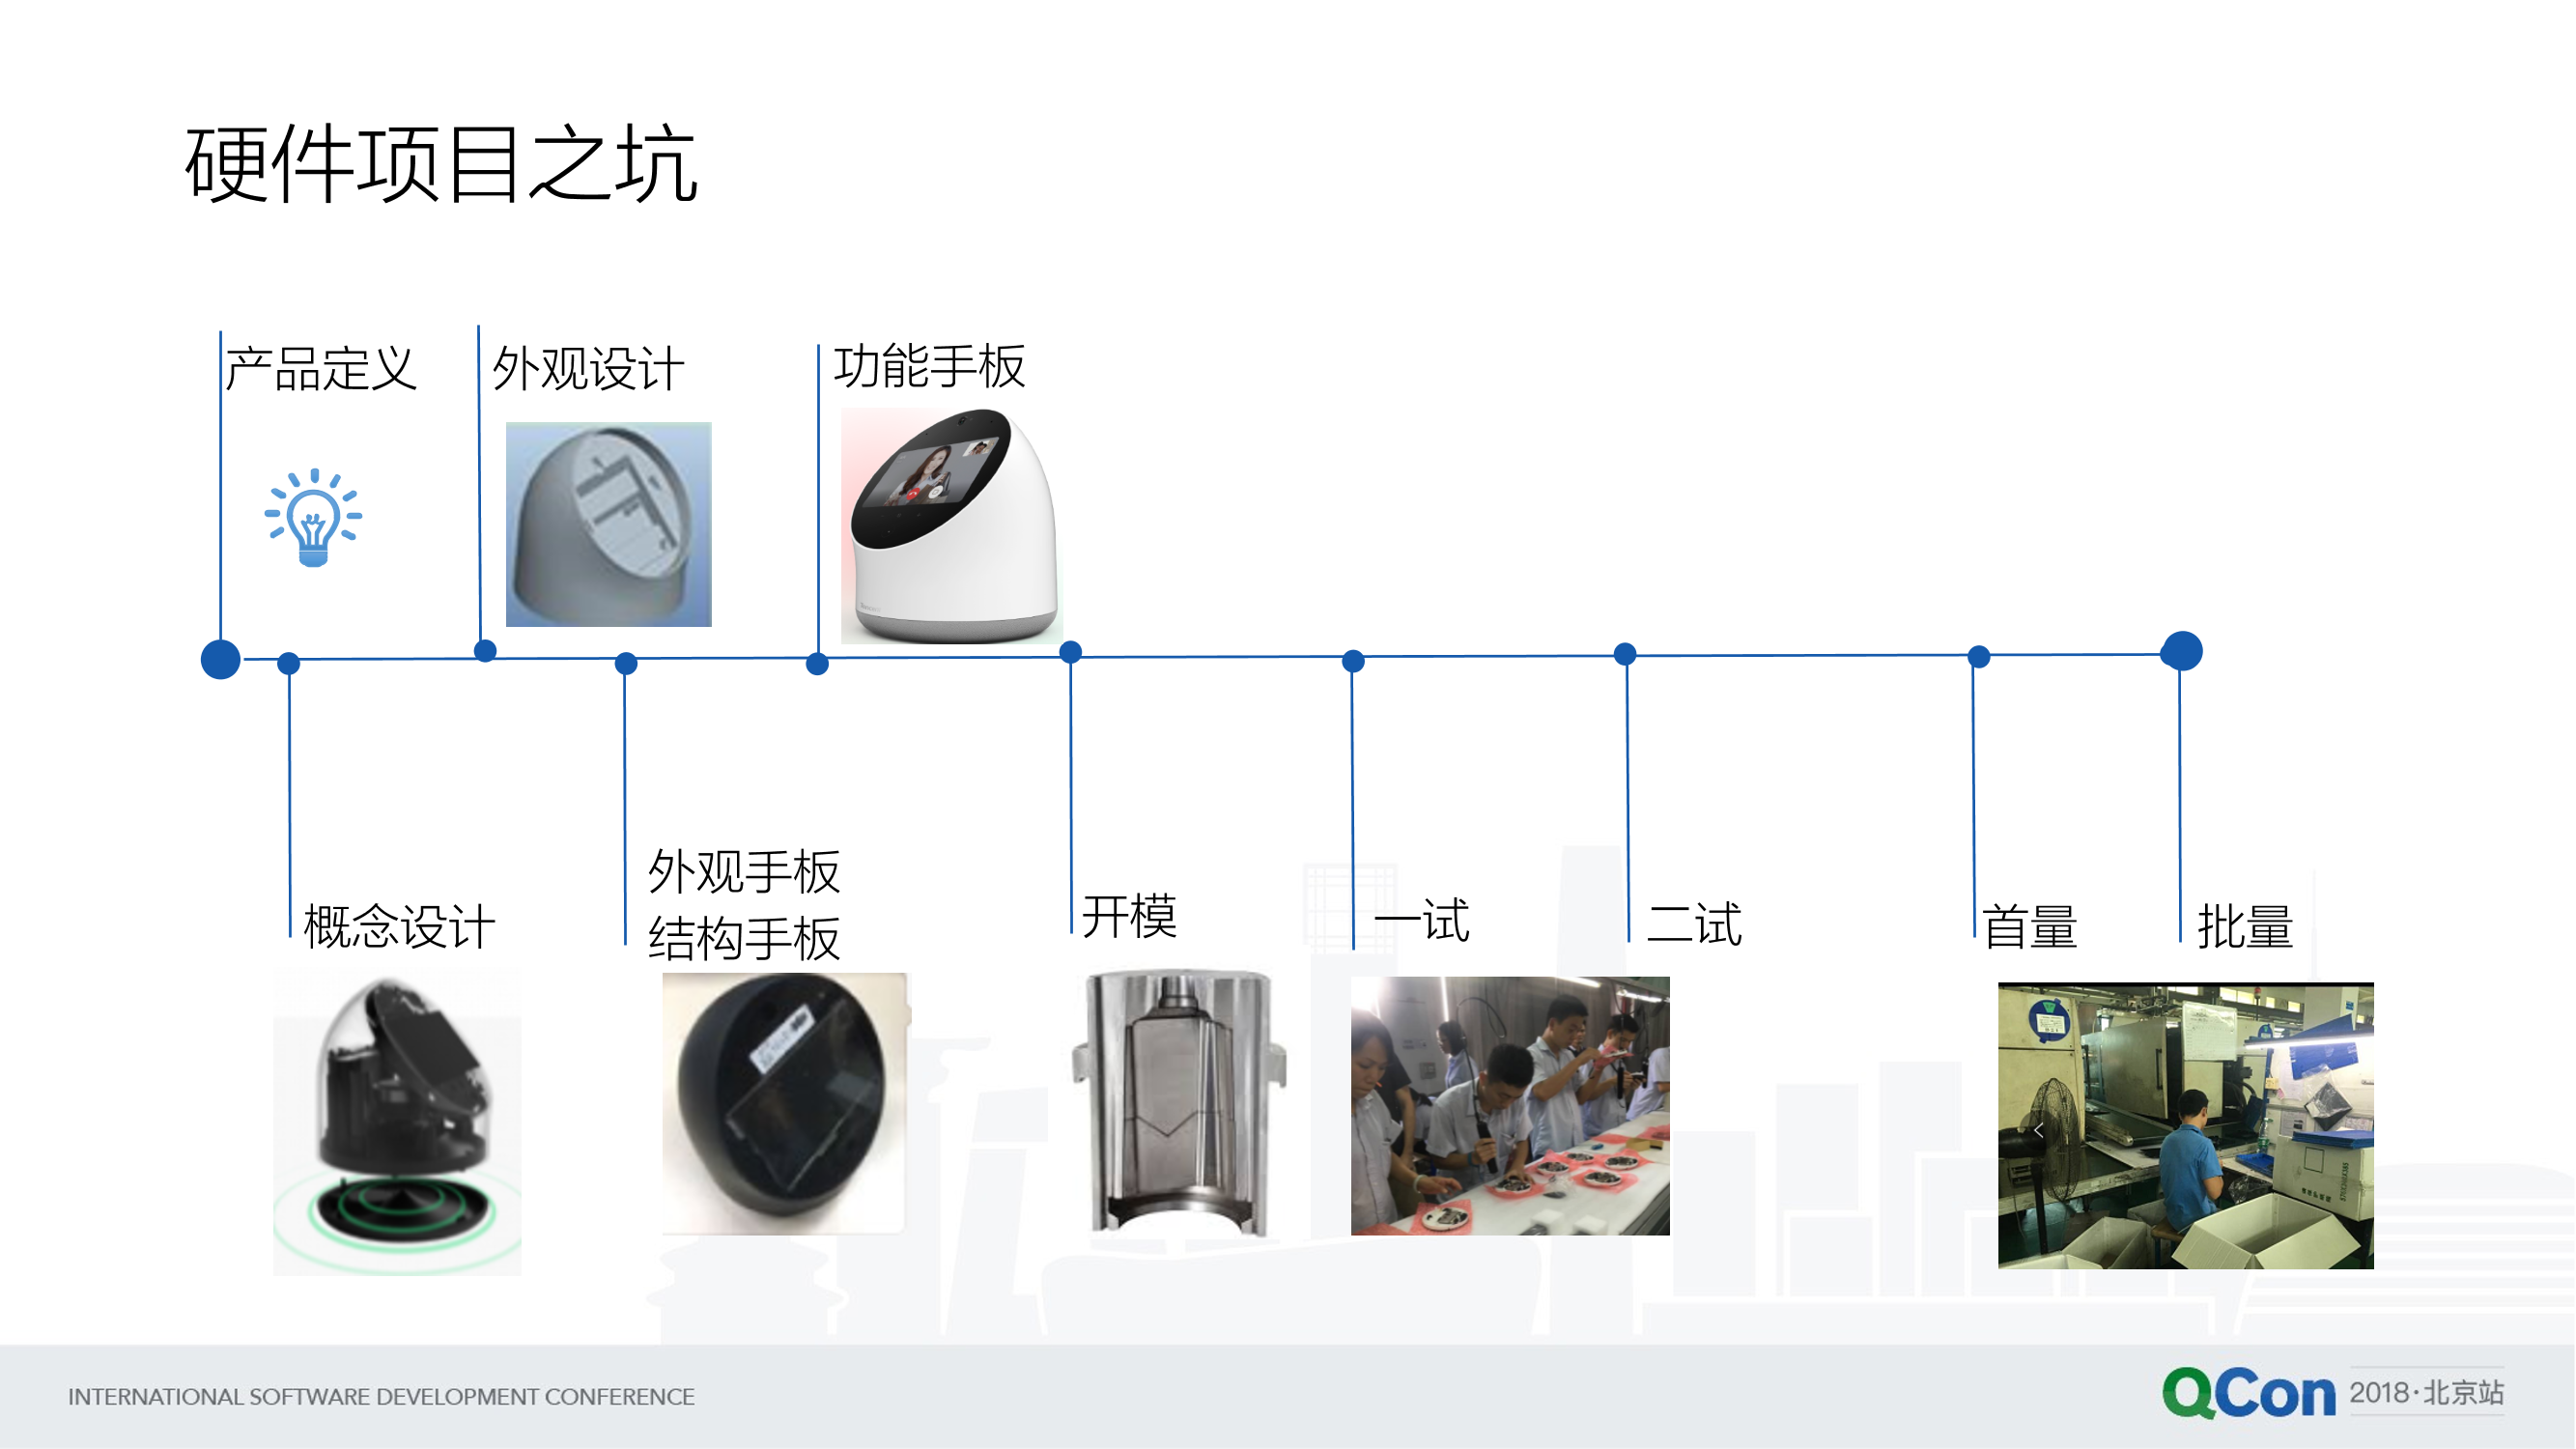 硬件项目之坑
产品定义
外观设计
功能手板
概念设计
外观手板
结构手板
开模
一试
二试
首量
批量
INTERNATIONAL SOFTWARE DEVELOPMENT CONFERENCE
QCon
2018·北京站